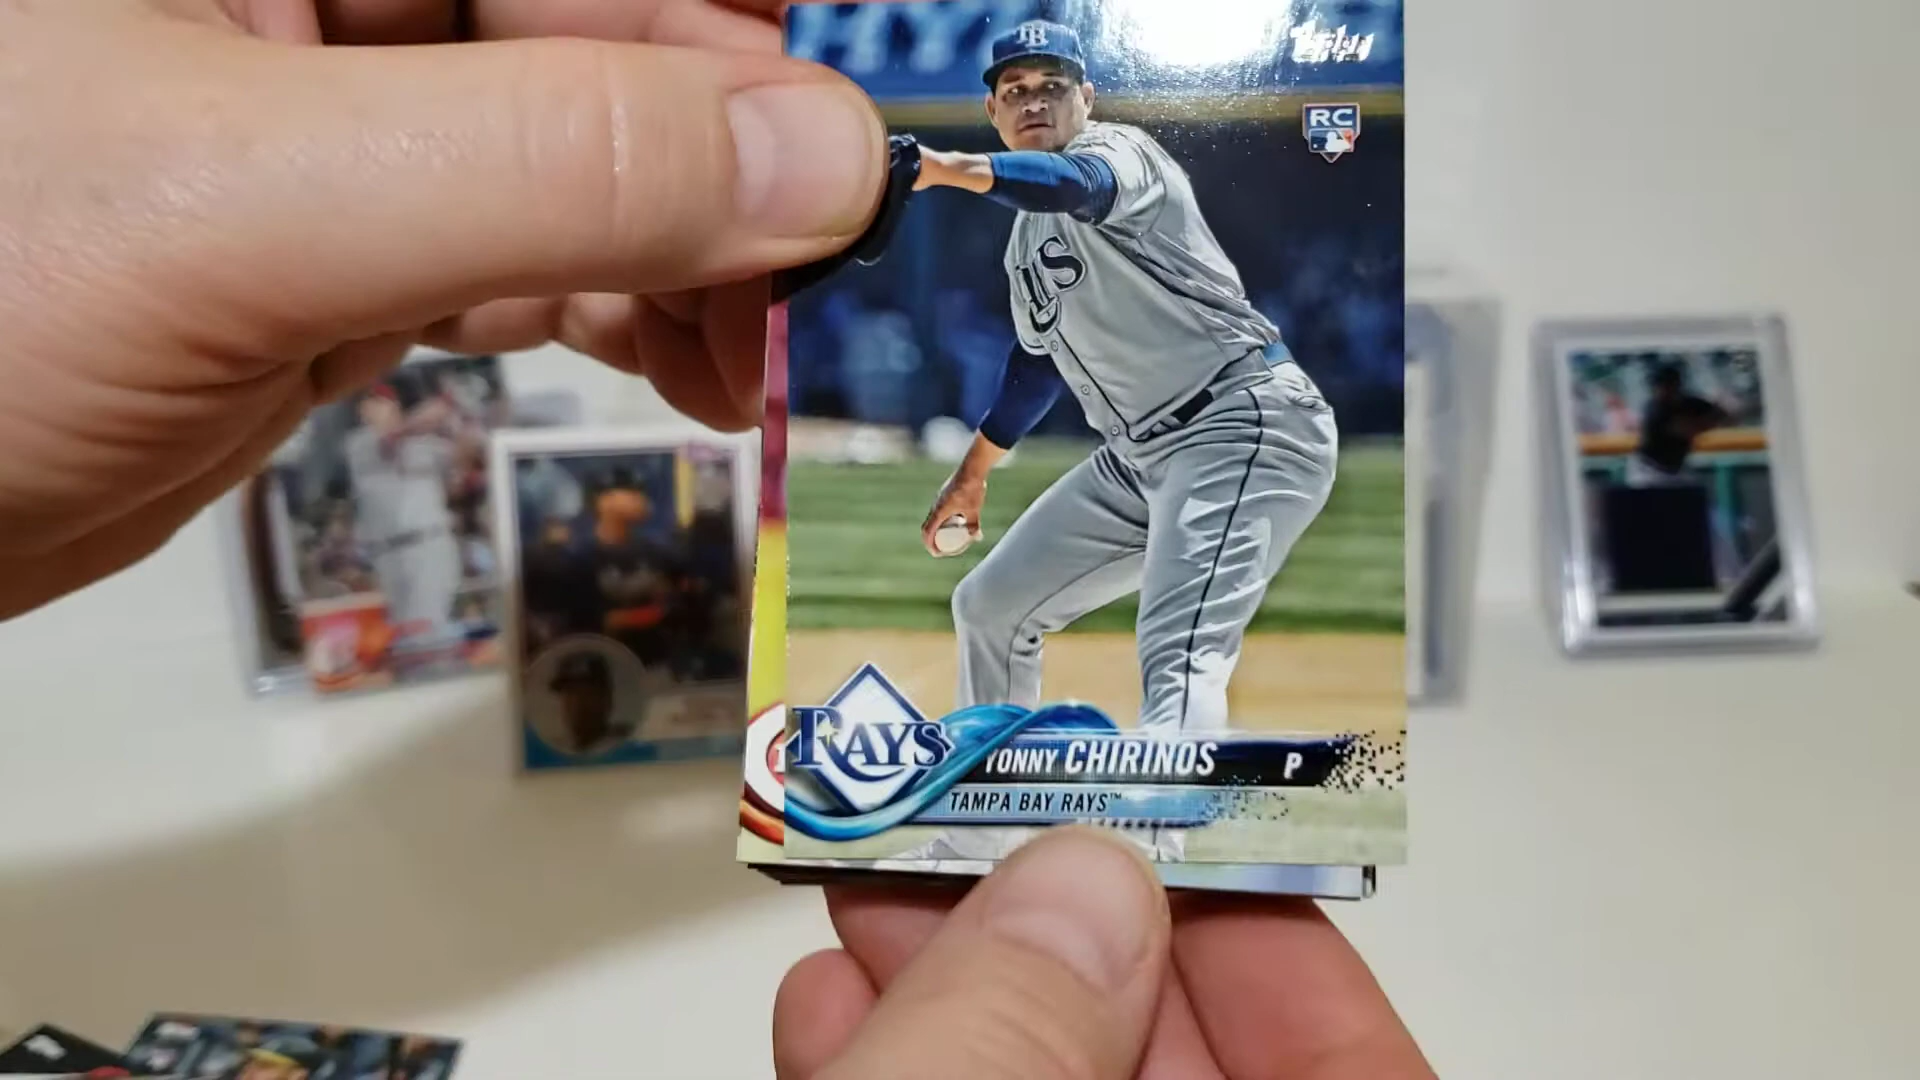 Topps
TB
RC
RAYS
YONNY CHIRINOS P
TAMPA BAY RAYS™